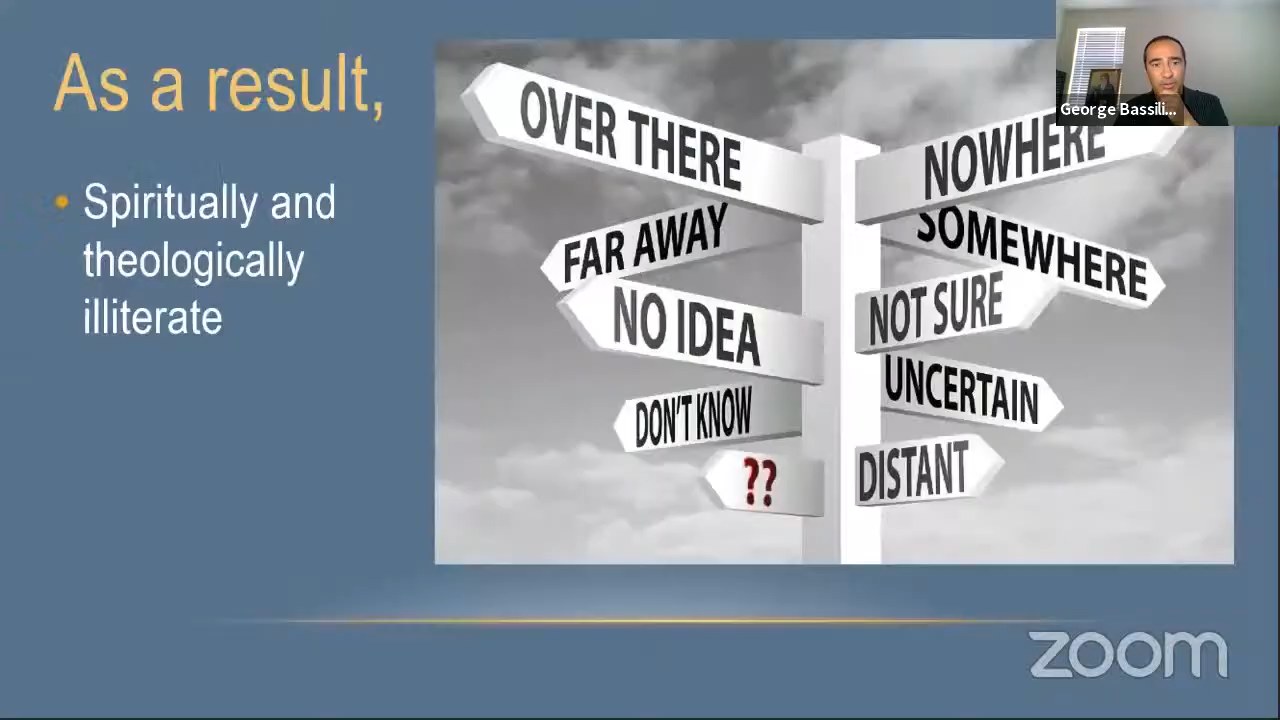 As a result,
• Spiritually and
theologically
illiterate
OVER THERE
FAR AWAY
NO IDEA
DON'T KNOW
??
NOWHERE
SOMEWHERE
NOT SURE
UNCERTAIN
DISTANT
George Bassili...
zoom